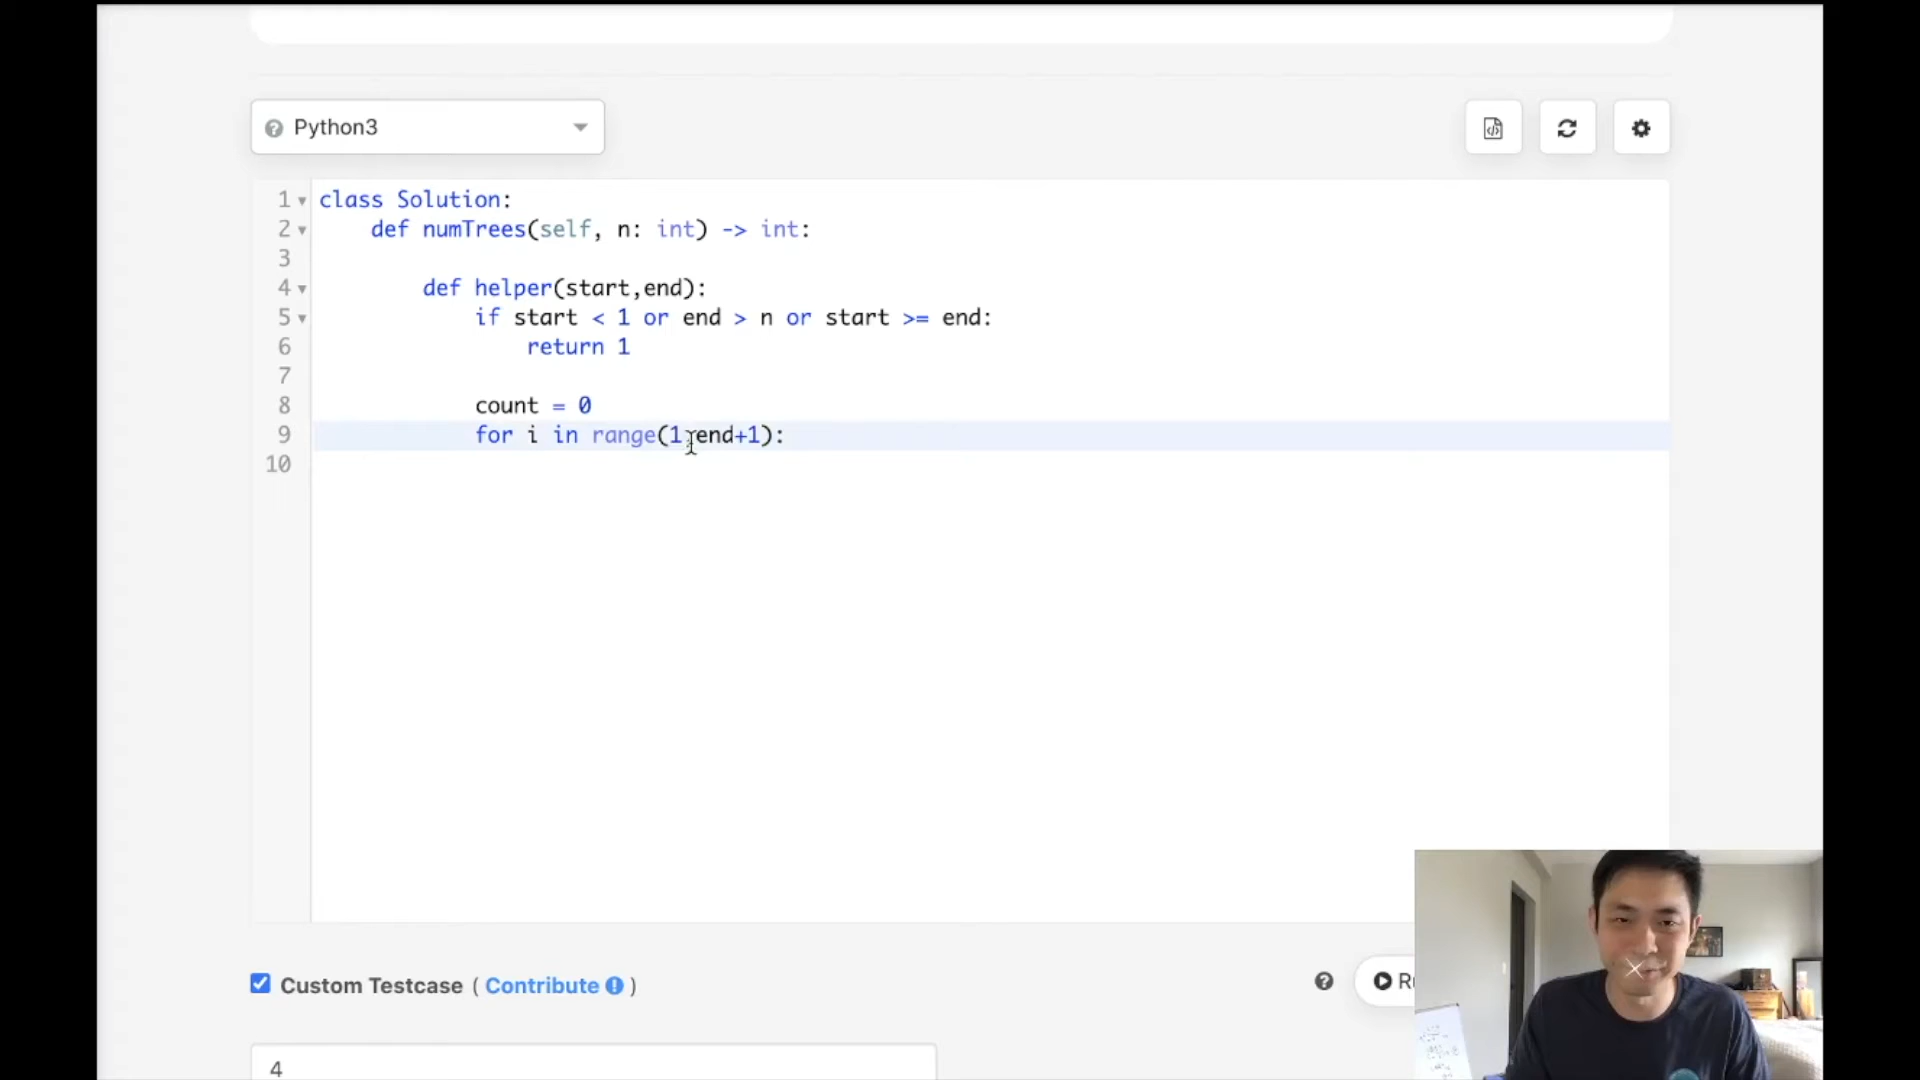 Python3
1 class Solution:
2 def numTrees(self, n: int) -> int:
3
4 def helper(start,end):
5 if start < 1 or end > n or start >= end:
6 return 1
7
8 count = 0
9 for i in range(1,end+1):
10
Custom Testcase ( Contribute )
4